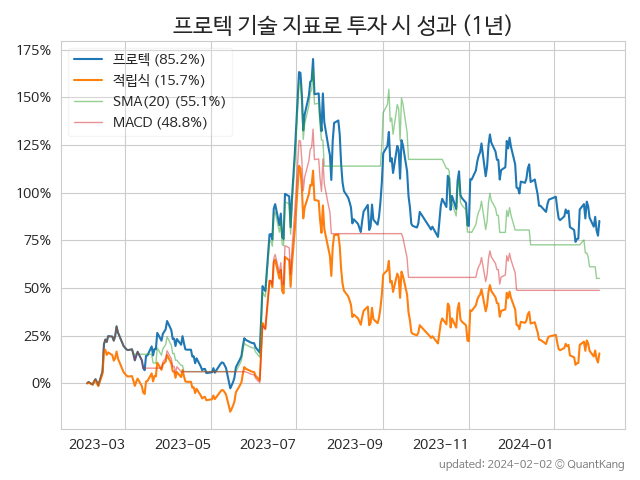 프로텍 기술 지표로 투자 시 성과 (1년)
프로텍 (85.2%)
적립식 (15.7%)
SMA(20) (55.1%)
MACD (48.8%)
175%
150%
125%
100%
75%
50%
25%
0%
2023-03 2023-05 2023-07 2023-09 2023-11 2024-01
updated: 2024-02-02 © QuantKang